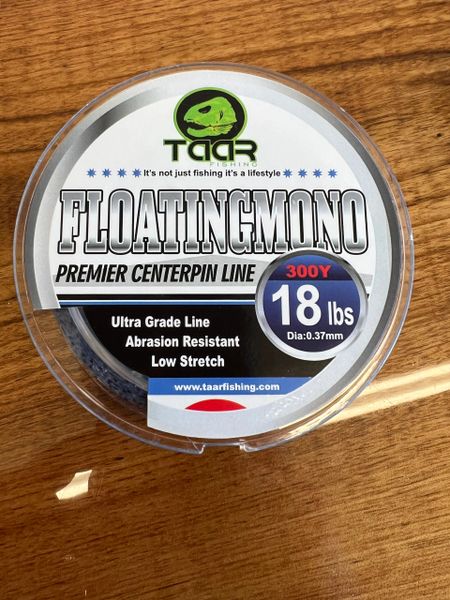 TAAR
FISHING
It's not just fishing it's a lifestyle
FLOATINGMONO
PREMIER CENTERPIN LINE
300Y
18 lbs
Dia:0.37mm
Ultra Grade Line
Abrasion Resistant
Low Stretch
www.taarfishing.com